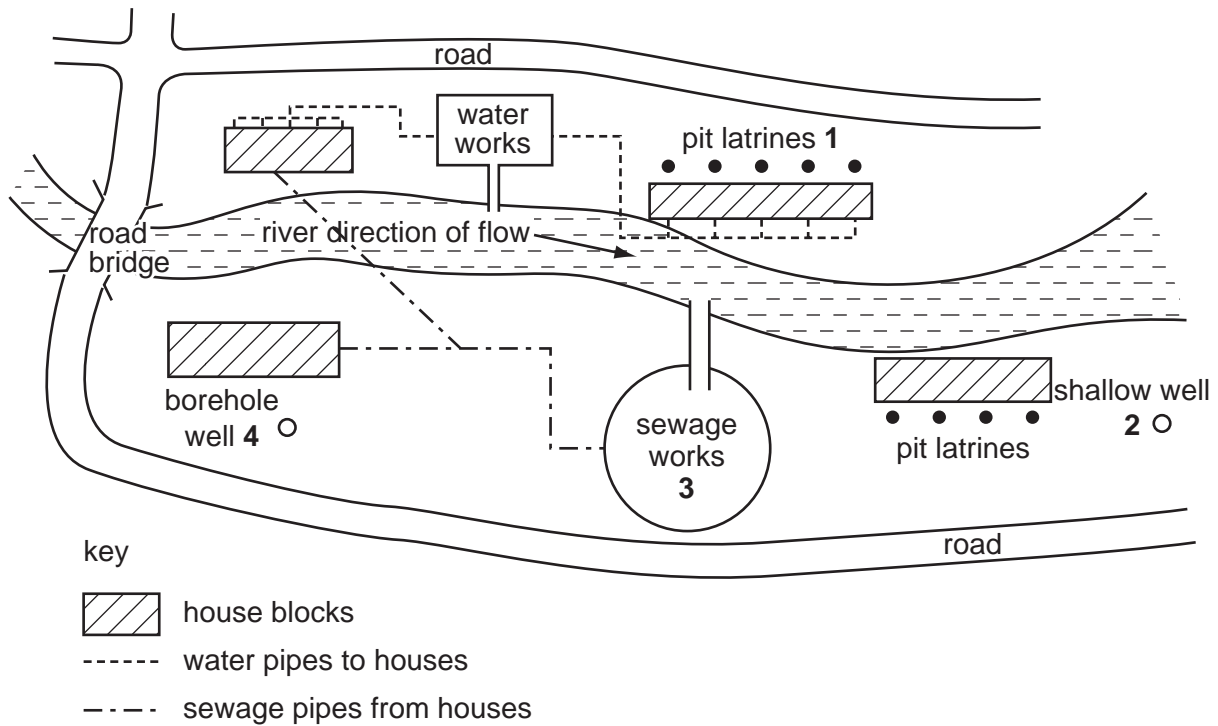 road
water
works
pit latrines 1
river direction of flow
road
bridge
borehole
well 4
sewage
works
3
shallow well
2
pit latrines
road
key
house blocks
water pipes to houses
sewage pipes from houses